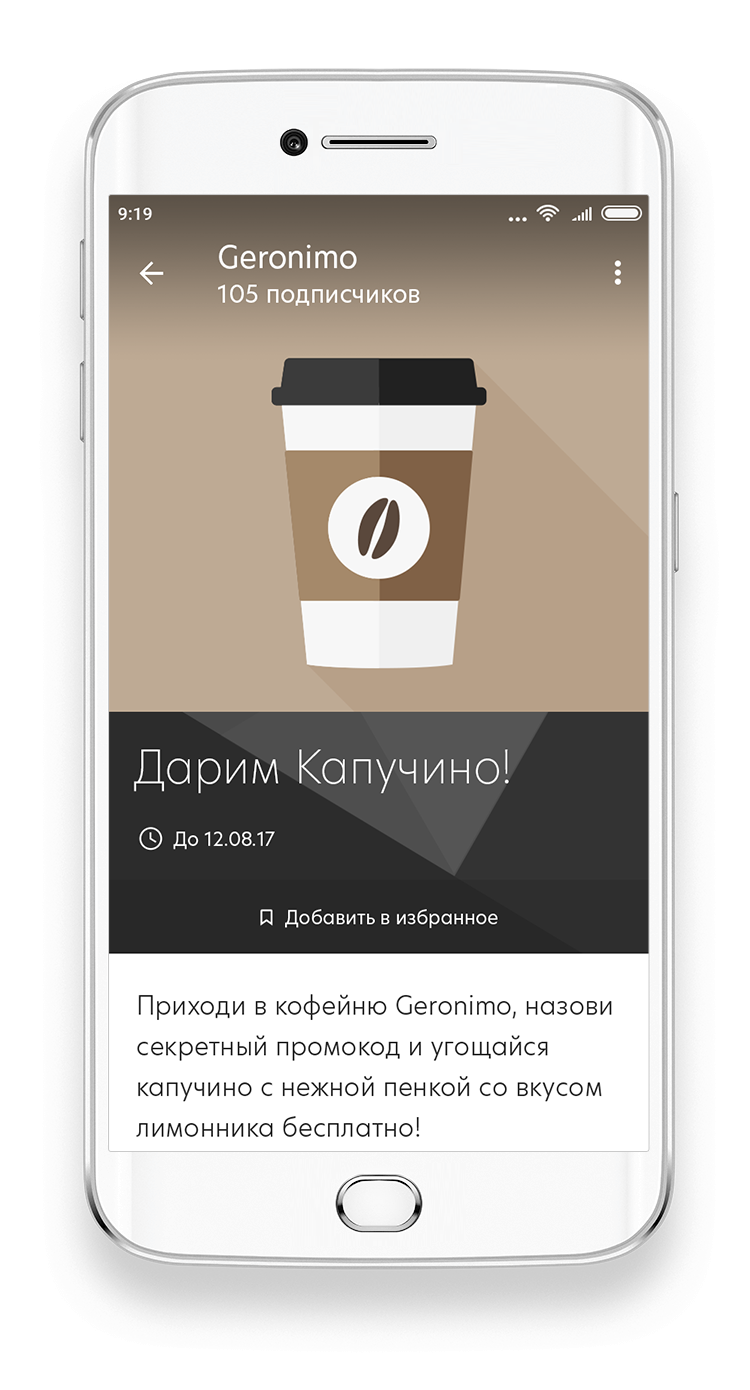 9:19
Geronimo
105 подписчиков
Дарим Капучино!
До 12.08.17
Добавить в избранное
Приходи в кофейню Geronimo, назови
секретный промокод и угощайся
капучино с нежной пенкой со вкусом
лимонника бесплатно!